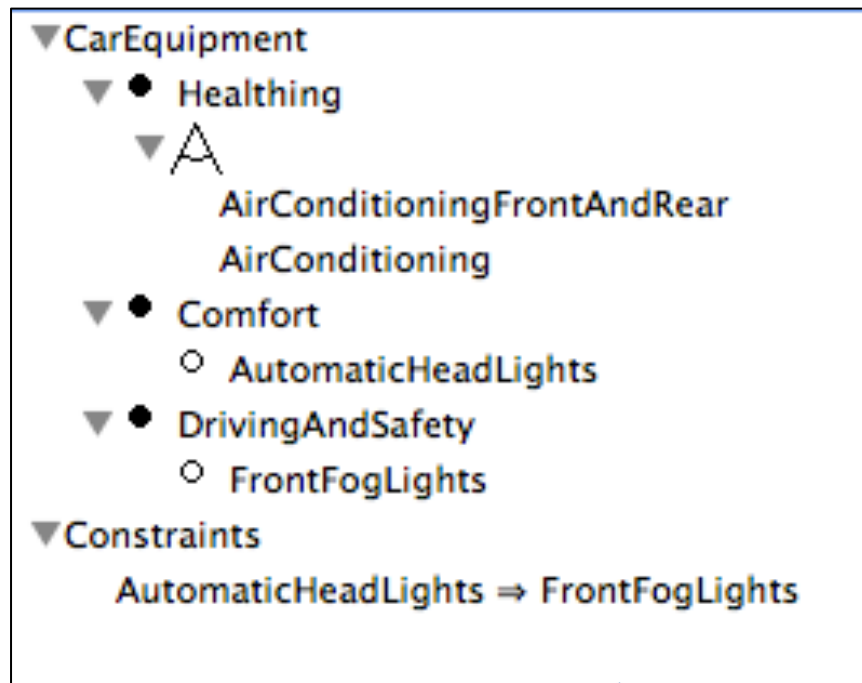 CarEquipment
Healthing
AirConditioningFrontAndRear
AirConditioning
Comfort
AutomaticHeadLights
DrivingAndSafety
FrontFogLights
Constraints
AutomaticHeadLights ⇒ FrontFogLights